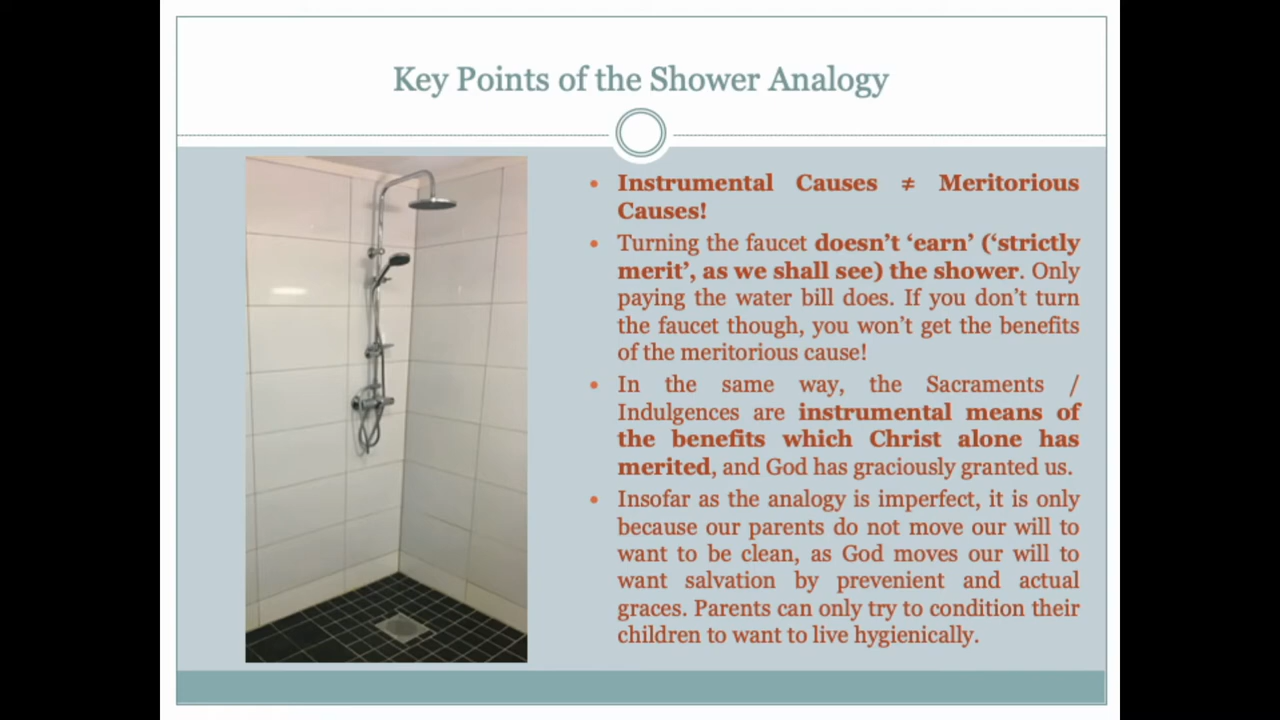 Key Points of the Shower Analogy
• Instrumental Causes ≠ Meritorious
Causes!
• Turning the faucet doesn’t ‘earn’ (‘strictly
merit’, as we shall see) the shower. Only
paying the water bill does. If you don’t turn
the faucet though, you won’t get the benefits
of the meritorious cause!
• In the same way, the Sacraments /
Indulgences are instrumental means of
the benefits which Christ alone has
merited, and God has graciously granted us.
• Insofar as the analogy is imperfect, it is only
because our parents do not move our will to
want to be clean, as God moves our will to
want salvation by prevenient and actual
graces. Parents can only try to condition their
children to want to live hygienically.